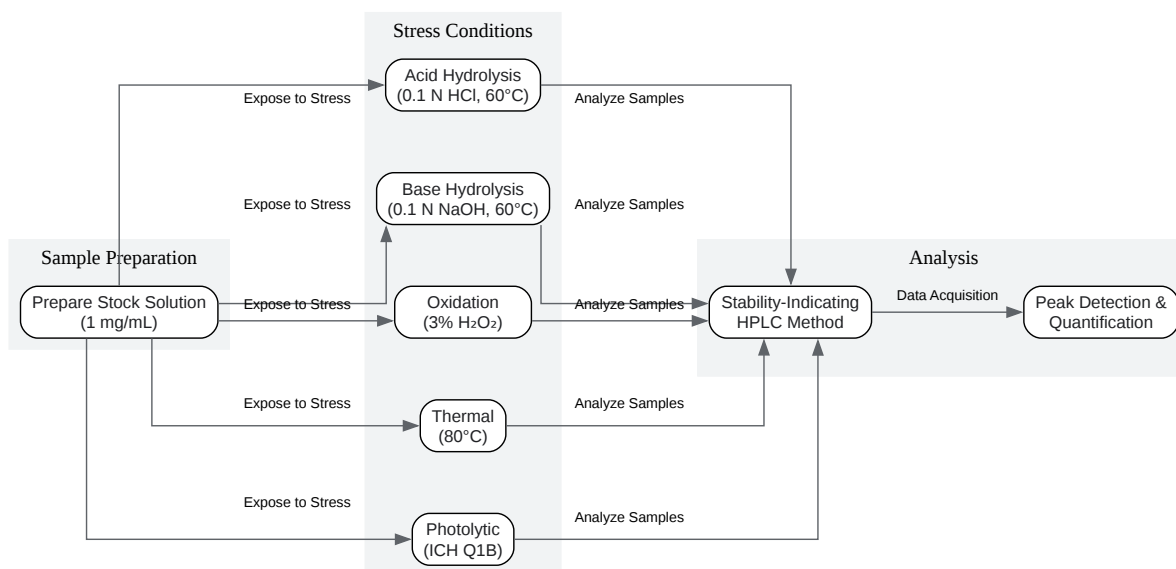 Stress Conditions
Acid Hydrolysis
(0.1 N HCl, 60°C)
Expose to Stress
Analyze Samples
Base Hydrolysis
(0.1 N NaOH, 60°C)
Expose to Stress
Analyze Samples
Sample Preparation
Analysis
Prepare Stock Solution
(1 mg/mL)
Expose to Stress
Oxidation
(3% H₂O₂)
Analyze Samples
Stability-Indicating
HPLC Method
Data Acquisition
Peak Detection &
Quantification
Expose to Stress
Thermal
(80°C)
Analyze Samples
Expose to Stress
Photolytic
(ICH Q1B)
Analyze Samples